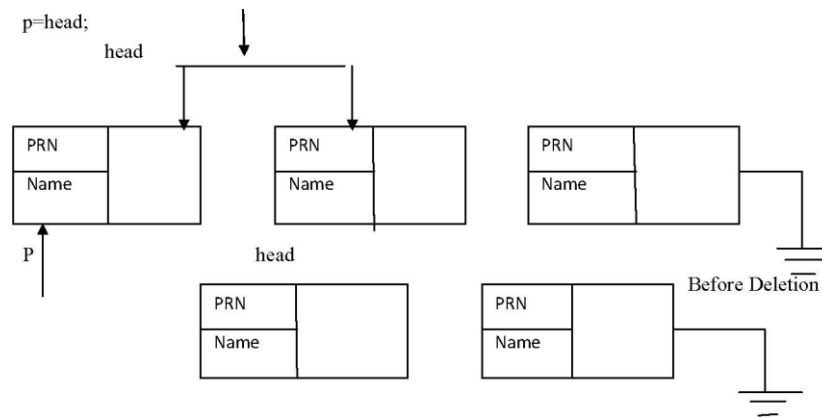 p=head;
head
PRN PRN PRN
Name Name Name
P
head
Before Deletion
PRN PRN
Name Name